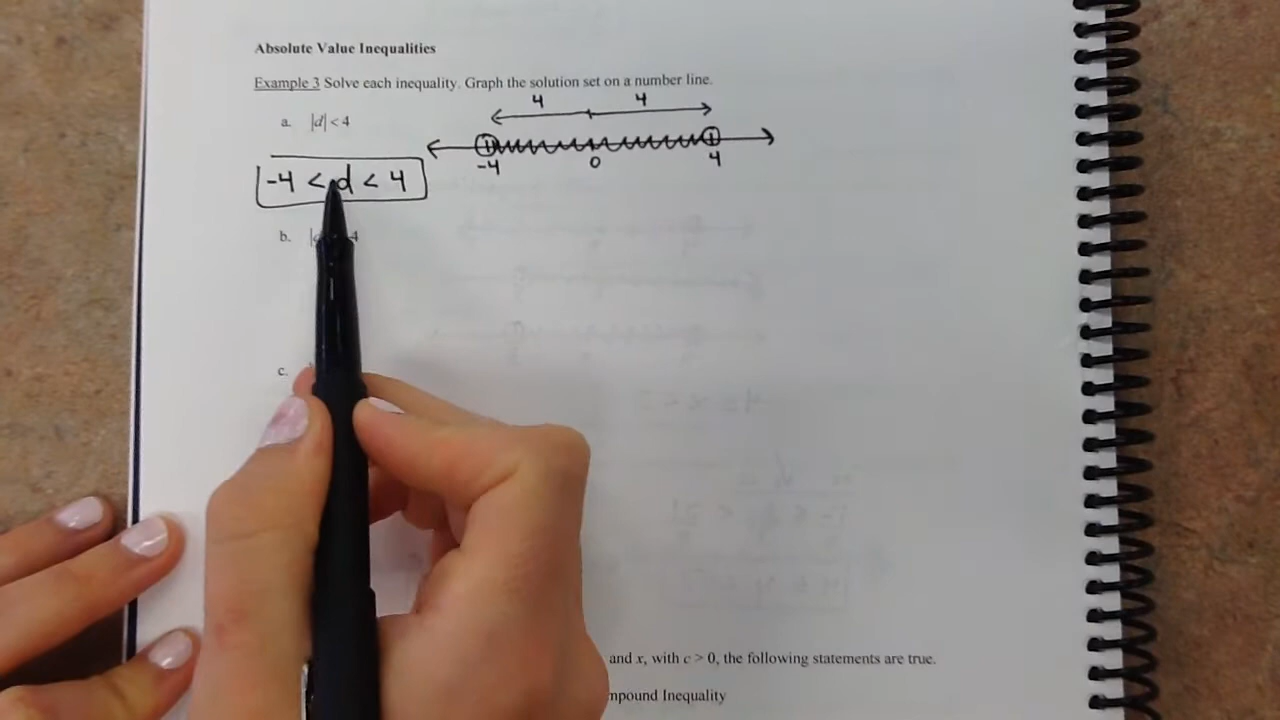 Absolute Value Inequalities
Example 3 Solve each inequality. Graph the solution set on a number line.
4 4
a. |d| < 4
-4 0 4
-4 < d < 4
b. 4
c.
and x, with c > 0, the following statements are true.
mpound Inequality